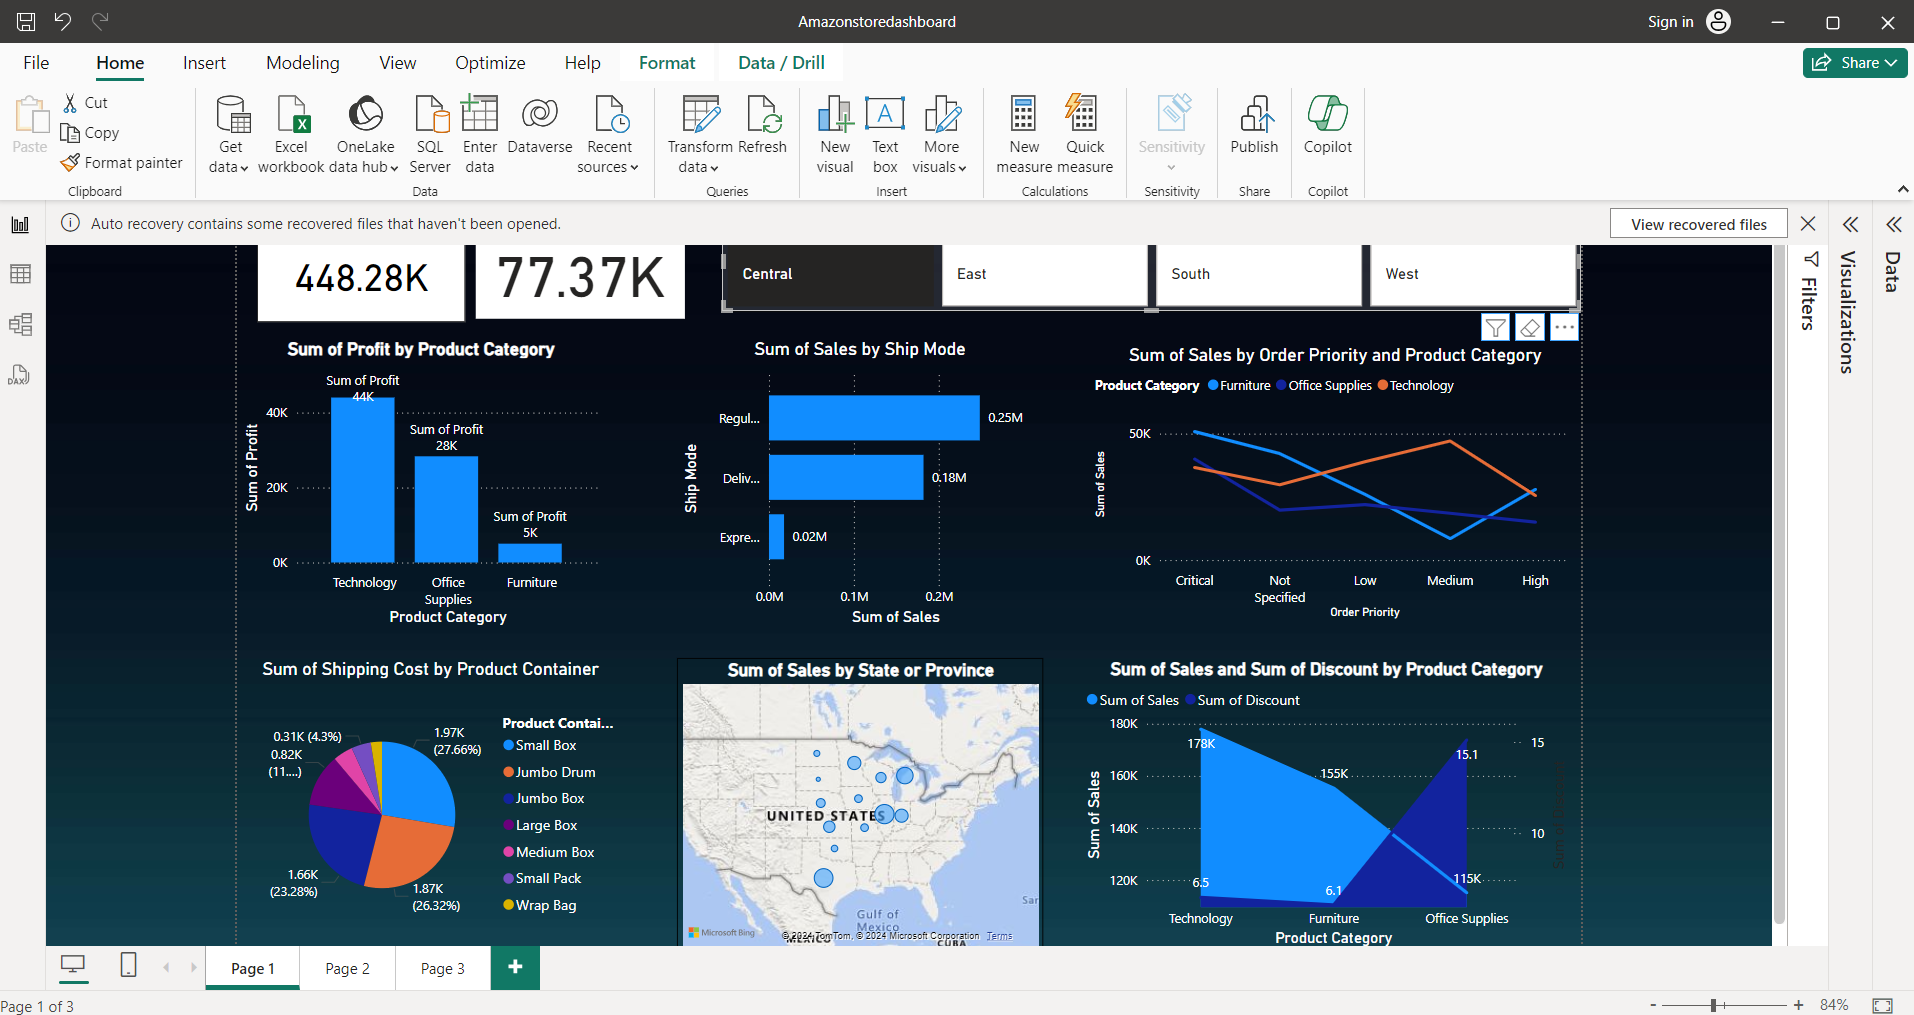 Amazonstoredashboard
Sign in
File Home Insert Modeling View Optimize Help Format Data / Drill
Share
Paste
Cut
Copy
Format painter
Clipboard
Get data
Excel workbook
OneLake data hub
SQL Server
Enter data
Dataverse
Recent sources
Data
Transform data
Refresh
Queries
New visual
Text box
More visuals
Insert
New measure
Quick measure
Calculations
Sensitivity
Sensitivity
Publish
Share
Copilot
Copilot
Auto recovery contains some recovered files that haven't been opened.
View recovered files
DAX
Filters
Visualizations
Data
448.28K
77.37K
Central
East
South
West
Sum of Profit by Product Category
Sum of Profit
44K
Sum of Profit
28K
Sum of Profit
5K
40K
20K
0K
Sum of Profit
Technology
Office
Supplies
Furniture
Product Category
Sum of Sales by Ship Mode
Ship Mode
Regul...
0.25M
Deliv...
0.18M
Expre...
0.02M
0.0M
0.1M
0.2M
Sum of Sales
Sum of Sales by Order Priority and Product Category
Product Category Furniture Office Supplies Technology
50K
0K
Sum of Sales
Critical
Not
Specified
Low
Medium
High
Order Priority
Sum of Shipping Cost by Product Container
0.31K (4.3%)
0.82K
(11....)
1.97K
(27.66%)
1.66K
(23.28%)
1.87K
(26.32%)
Product Contai...
Small Box
Jumbo Drum
Jumbo Box
Large Box
Medium Box
Small Pack
Wrap Bag
Sum of Sales by State or Province
UNITED STATES
Gulf of
Mexico
MEXICO
CUBA
Sar
Microsoft Bing
© 2024 TomTom, © 2024 Microsoft Corporation Terms
Sum of Sales and Sum of Discount by Product Category
Sum of Sales Sum of Discount
180K
160K
140K
120K
Sum of Sales
178K
155K
115K
6.5
6.1
15.1
15
10
Technology
Furniture
Office Supplies
Product Category
Page 1
Page 2
Page 3
+
Page 1 of 3
- + 84%